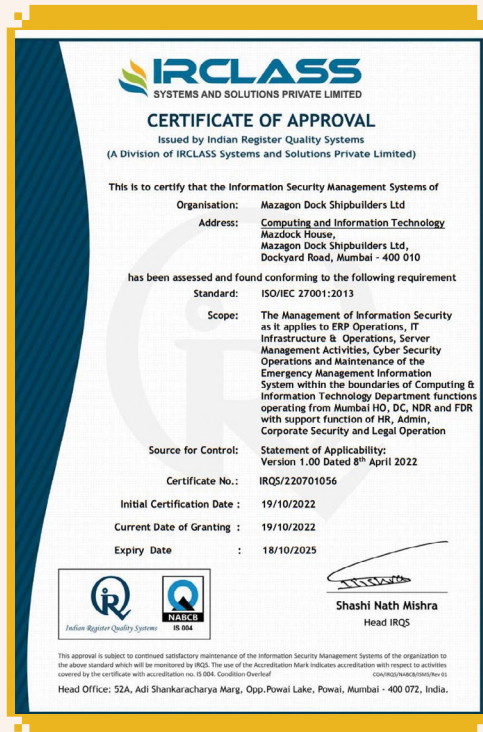 IRCLASS
SYSTEMS AND SOLUTIONS PRIVATE LIMITED
CERTIFICATE OF APPROVAL
Issued by Indian Register Quality Systems
(A Division of IRCLASS Systems and Solutions Private Limited)
This is to certify that the Information Security Management Systems of
Organisation: Mazagon Dock Shipbuilders Ltd
Address: Computing and Information Technology
Mazdock House,
Mazagon Dock Shipbuilders Ltd,
Dockyard Road, Mumbai - 400 010
has been assessed and found conforming to the following requirement
Standard: ISO/IEC 27001:2013
Scope: The Management of Information Security
as it applies to ERP Operations, IT
Infrastructure & Operations, Server
Management Activities, Cyber Security
Operations and Maintenance of the
Emergency Management Information
System within the boundaries of Computing &
Information Technology Department functions
operating from Mumbai HO, DC, NDR and FDR
with support function of HR, Admin,
Corporate Security and Legal Operation
Source for Control: Statement of Applicability:
Version 1.00 Dated 8th April 2022
Certificate No.: IRQS/220701056
Initial Certification Date : 19/10/2022
Current Date of Granting : 19/10/2022
Expiry Date : 18/10/2025
Indian Register Quality Systems
NABCB
IS 004
Shashi Nath Mishra
Head IRQS
This approval is subject to continued satisfactory maintenance of the Information Security Management Systems of the organization to
the above standard which will be monitored by IRQS. The use of the Accreditation Mark indicates accreditation with respect to activities
covered by the certificate with accreditation no. IS 004. Condition Overleaf
COA/IRQS/NABCB/ISMS/Rev 01
Head Office: 52A, Adi Shankaracharya Marg, Opp.Powai Lake, Powai, Mumbai - 400 072, India.